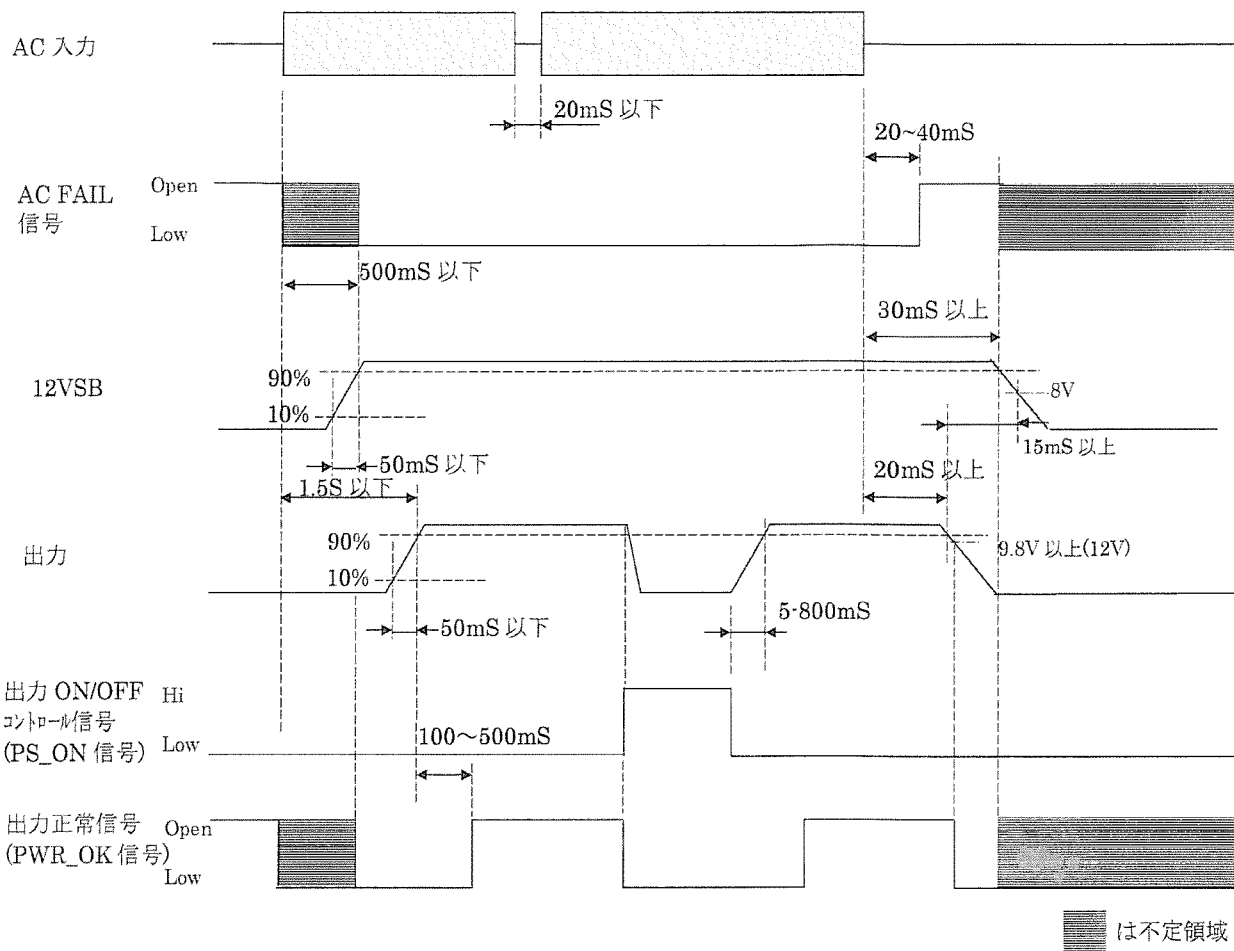 AC 入力
20mS 以下
20~40mS
AC FAIL
信号
Open
Low
500mS 以下
30mS 以上
12VSB
90%
10%
8V
15mS 以上
50mS 以下
20mS 以上
1.5S 以下
出力
90%
10%
9.8V 以上(12V)
50mS 以下
5-800mS
出力 ON/OFF
コントロール信号
(PS_ON 信号)
Hi
Low
100～500mS
出力正常信号
(PWR_OK 信号)
Open
Low
は不定領域